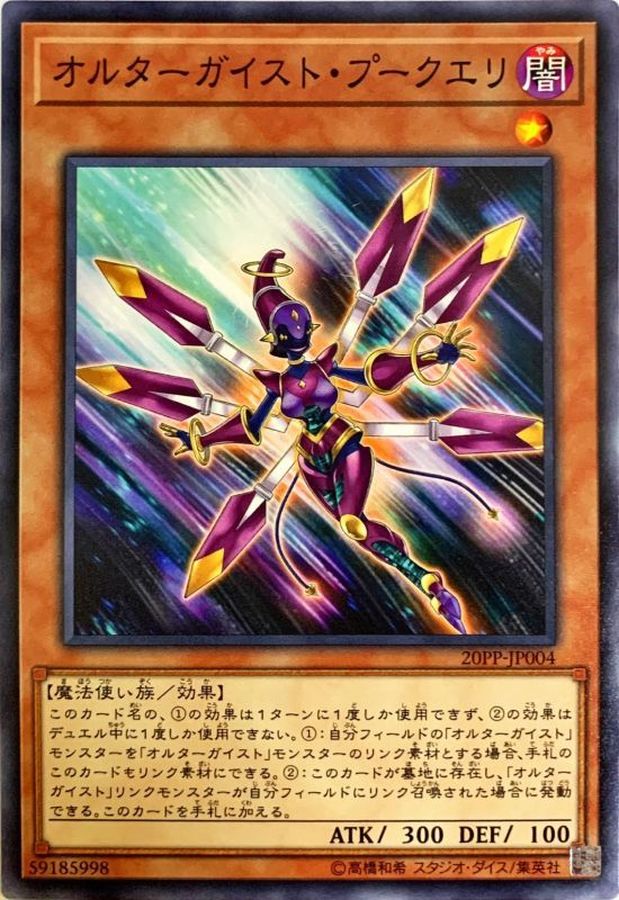 オルターガイスト・プークエリ
やみ
闇
20PP-JP004
【魔法使い族／効果】
このカード名の、①の効果は1ターンに1度しか使用できず、②の効果は
デュエル中に1度しか使用できない。①：自分フィールドの「オルターガイスト」
モンスターを「オルターガイスト」モンスターのリンク素材とする場合、手札の
このカードもリンク素材にできる。②：このカードが墓地に存在し、「オルター
ガイスト」リンクモンスターが自分フィールドにリンク召喚された場合に発動
できる。このカードを手札に加える。
ATK/ 300 DEF/ 100
59185998
©高橋和希 スタジオ・ダイス/集英社